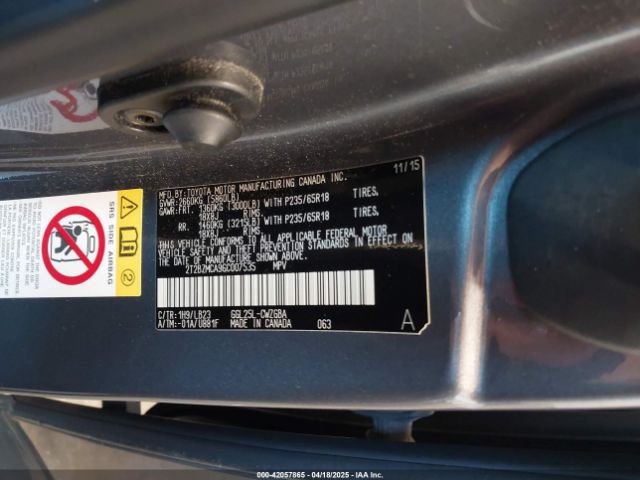 MFD.BY:TOYOTA MOTOR MANUFACTURING CANADA INC. 11/15
GVWR:2660KG (5860LB)
GAWR:FRT. 1360KG (3000LB) WITH P235/65R18 TIRES,
18X8J RIMS
RR. 1460KG (3215LB) WITH P235/65R18 TIRES,
18X8J RIMS
THIS VEHICLE CONFORMS TO ALL APPLICABLE FEDERAL MOTOR
VEHICLE SAFETY AND THEFT PREVENTION STANDARDS IN EFFECT
ON THE DATE OF MANUFACTURE SHOWN ABOVE.
2T2BZMCA9GC007535 MPV
C/TR:1H9/LB23 GGL25L-CWZGBA
A/TM:-01A/U881F MADE IN CANADA 063 A
SRS SIDE AIRBAG
000-42057865 - 04/18/2025 - IAA Inc.